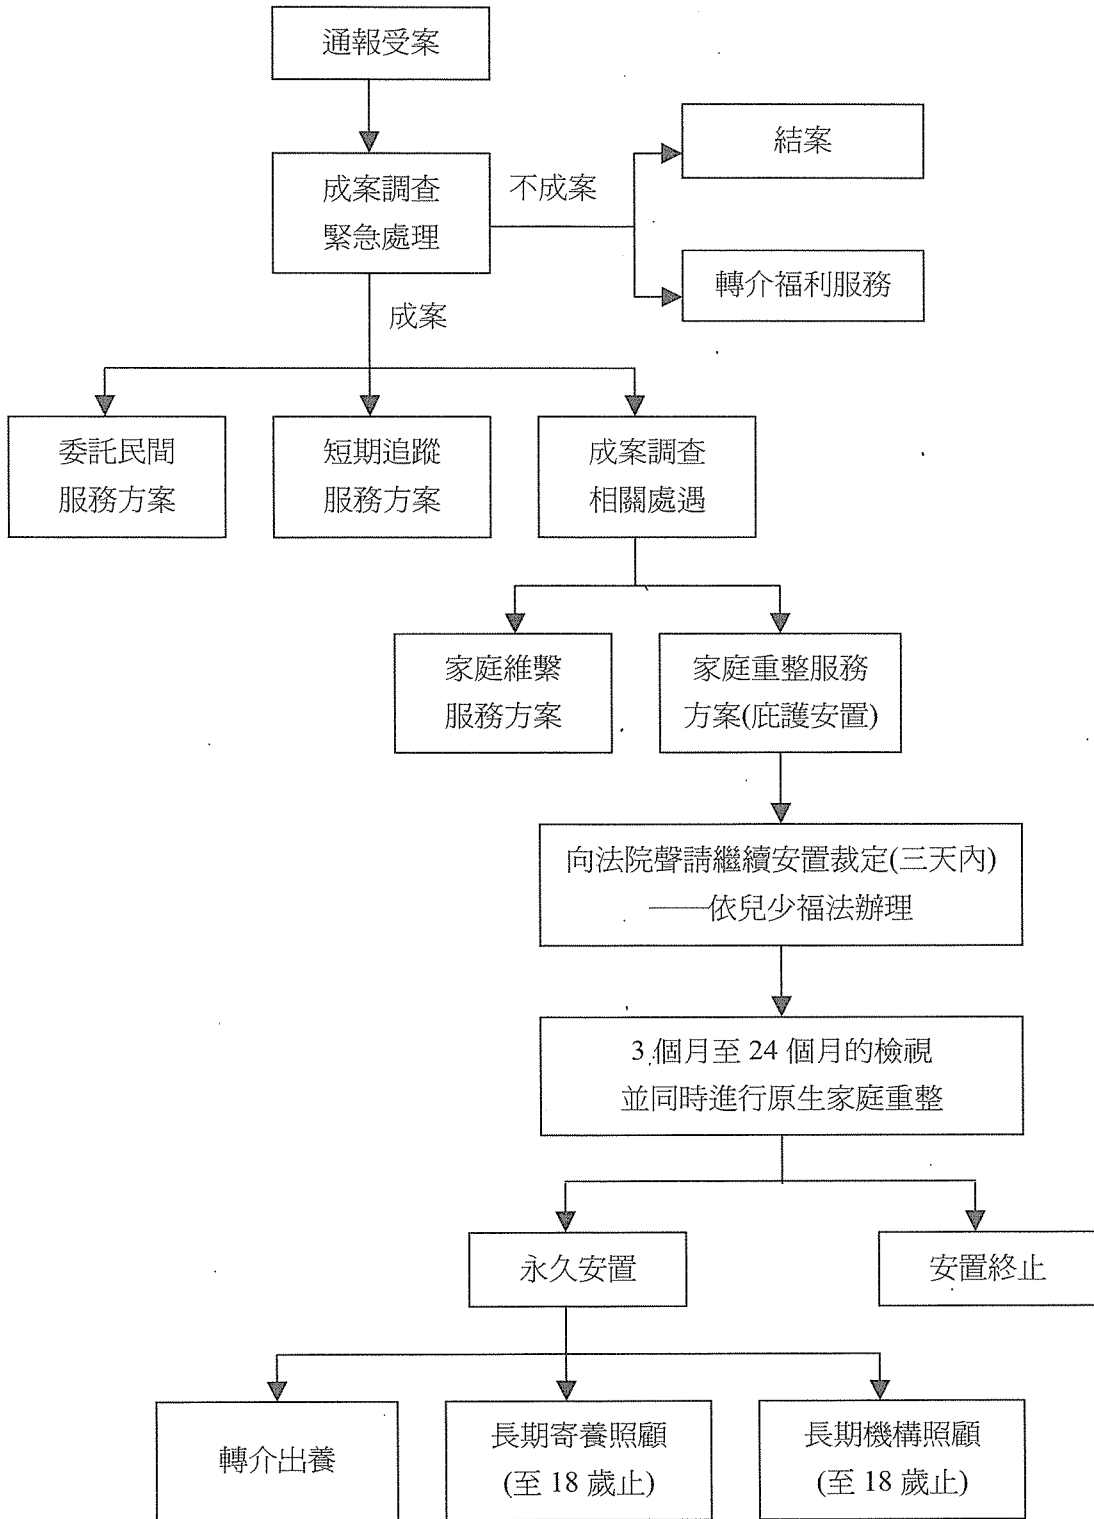 通報受案
結案
成案調查
緊急處理
不成案
轉介福利服務
成案
委託民間
服務方案
短期追蹤
服務方案
成案調查
相關處遇
家庭維繫
服務方案
家庭重整服務
方案(庇護安置)
向法院聲請繼續安置裁定(三天內)
——依兒少福法辦理
3 個月至 24 個月的檢視
並同時進行原生家庭重整
永久安置
安置終止
轉介出養
長期寄養照顧
(至 18 歲止)
長期機構照顧
(至 18 歲止)